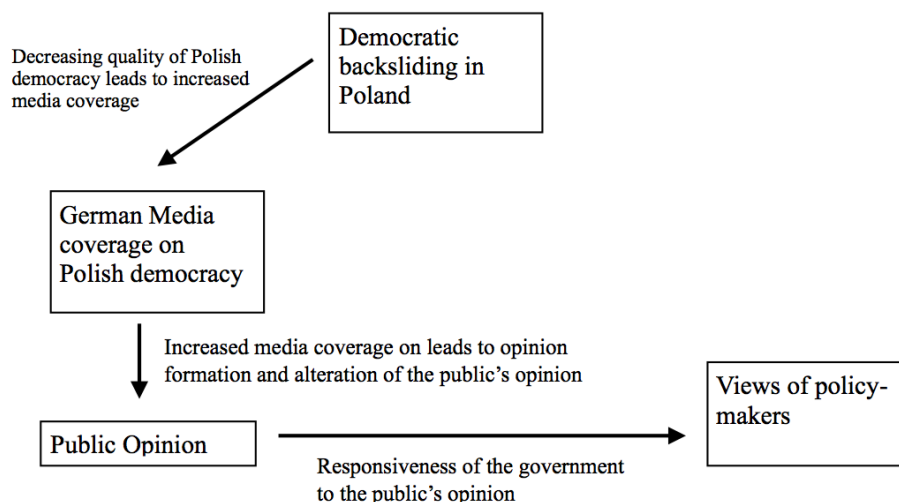 Democratic
backsliding in
Poland
Decreasing quality of Polish
democracy leads to increased
media coverage
German Media
coverage on
Polish democracy
Increased media coverage on leads to opinion
formation and alteration of the public's opinion
Views of policy-
makers
Public Opinion
Responsiveness of the government
to the public's opinion